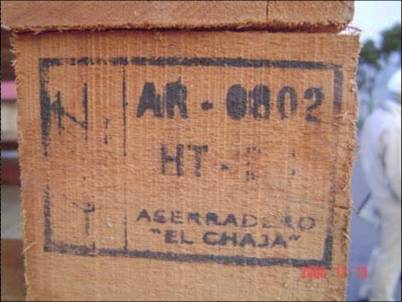 AR - 0802
HT -
ASERRADERO
"EL CHAJA"